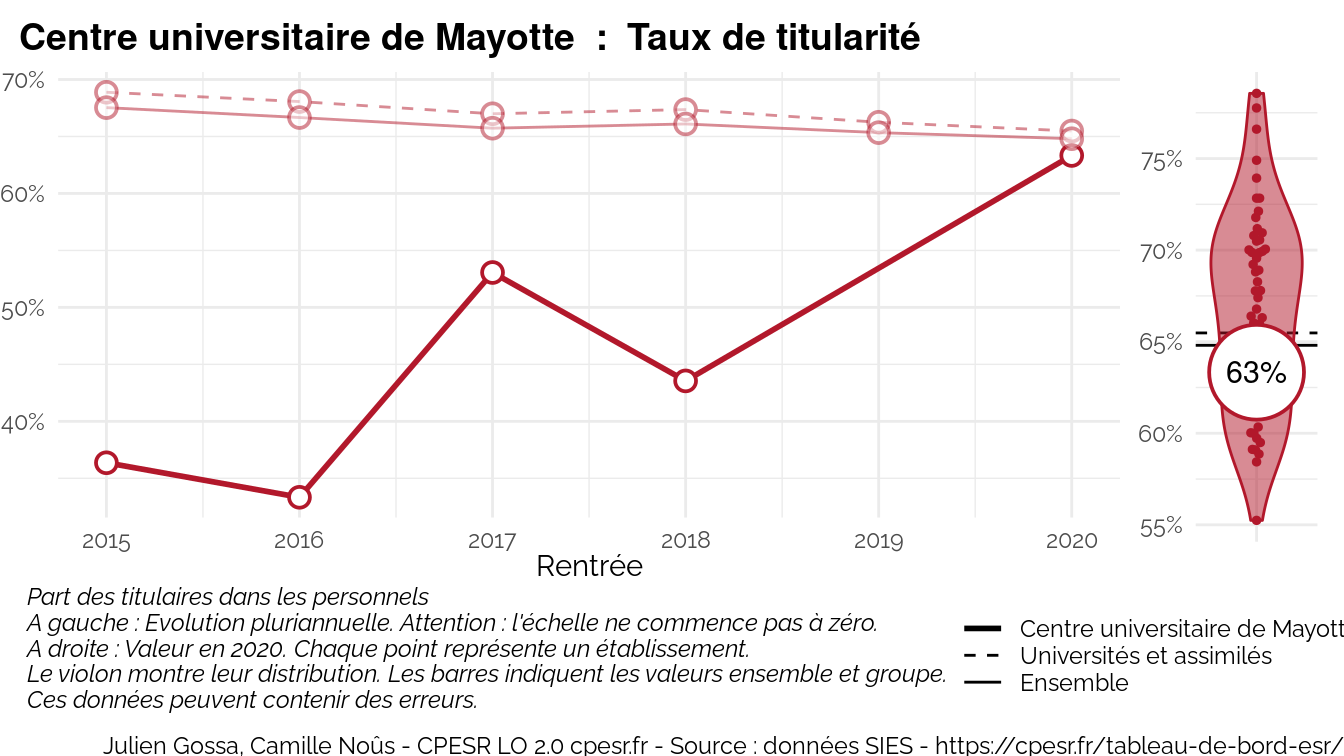 Centre universitaire de Mayotte : Taux de titularité
70%
60%
50%
40%
2015 2016 2017 2018 2019 2020
Rentrée
75%
70%
65%
63%
60%
55%
Part des titulaires dans les personnels
A gauche : Evolution pluriannuelle. Attention : l'échelle ne commence pas à zéro.
A droite : Valeur en 2020. Chaque point représente un établissement.
Le violon montre leur distribution. Les barres indiquent les valeurs ensemble et groupe.
Ces données peuvent contenir des erreurs.
Centre universitaire de Mayott
Universités et assimilés
Ensemble
Julien Gossa, Camille Noûs - CPESR LO 2.0 cpesr.fr - Source : données SIES - https://cpesr.fr/tableau-de-bord-esr/